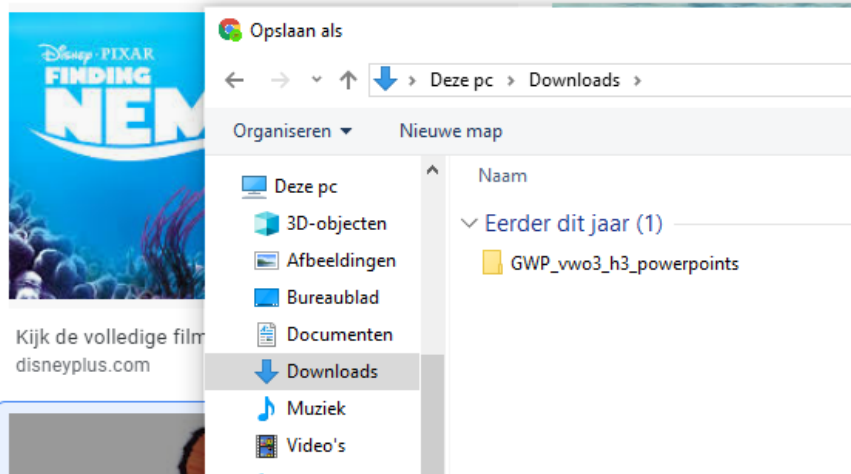 Disney · PIXAR
FINDING
NEM
Kijk de volledige film
disneyplus.com
Opslaan als
Deze pc > Downloads >
Organiseren
Nieuwe map
Deze pc
3D-objecten
Afbeeldingen
Bureaublad
Documenten
Downloads
Muziek
Video's
Naam
Eerder dit jaar (1)
GWP_vwo3_h3_powerpoints